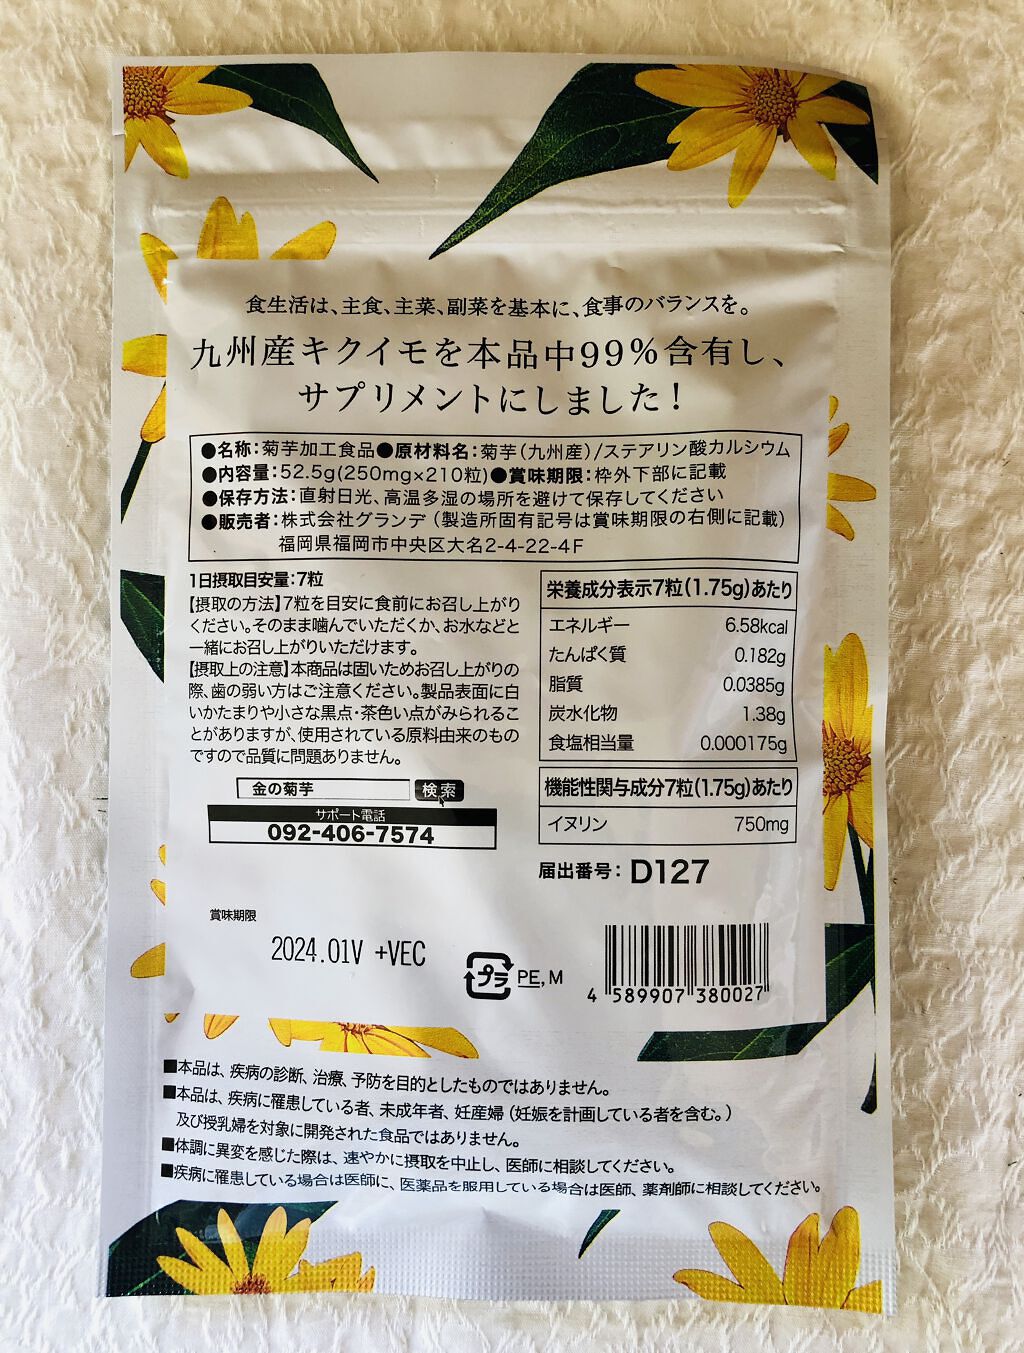 食生活は、主食、主菜、副菜を基本に、食事のバランスを。
九州産キクイモを本品中99%含有し、
サプリメントにしました!
●名称:菊芋加工食品●原材料名:菊芋(九州産)/ステアリン酸カルシウム
●内容量:52.5g(250mg×210粒)●賞味期限:枠外下部に記載
●保存方法:直射日光、高温多湿の場所を避けて保存してください
●販売者:株式会社グランデ(製造所固有記号は賞味期限の右側に記載)
福岡県福岡市中央区大名2-4-22-4F
1日摂取目安量:7粒
【摂取の方法】7粒を目安に食前にお召し上がり
ください。そのまま噛んでいただくか、お水などと
一緒にお召し上がりいただけます。
【摂取上の注意】本商品は固いためお召し上がりの
際、歯の弱い方はご注意ください。製品表面に白
いかたまりや小さな黒点・茶色い点がみられるこ
とがありますが、使用されている原料由来のもの
ですので品質に問題ありません。
金の菊芋 検索
サポート電話
092-406-7574
栄養成分表示7粒(1.75g)あたり
エネルギー 6.58kcal
たんぱく質 0.182g
脂質 0.0385g
炭水化物 1.38g
食塩相当量 0.000175g
機能性関与成分7粒(1.75g)あたり
イヌリン 750mg
届出番号: D127
賞味期限
2024.01V +VEC
プラ PE, M
4 589907 380027
■本品は、疾病の診断、治療、予防を目的としたものではありません。
■本品は、疾病に罹患している者、未成年者、妊産婦(妊娠を計画している者を含む。)
及び授乳婦を対象に開発された食品ではありません。
■体調に異変を感じた際は、速やかに摂取を中止し、医師に相談してください。
■疾病に罹患している場合は医師に、医薬品を服用している場合は医師、薬剤師に相談してください。